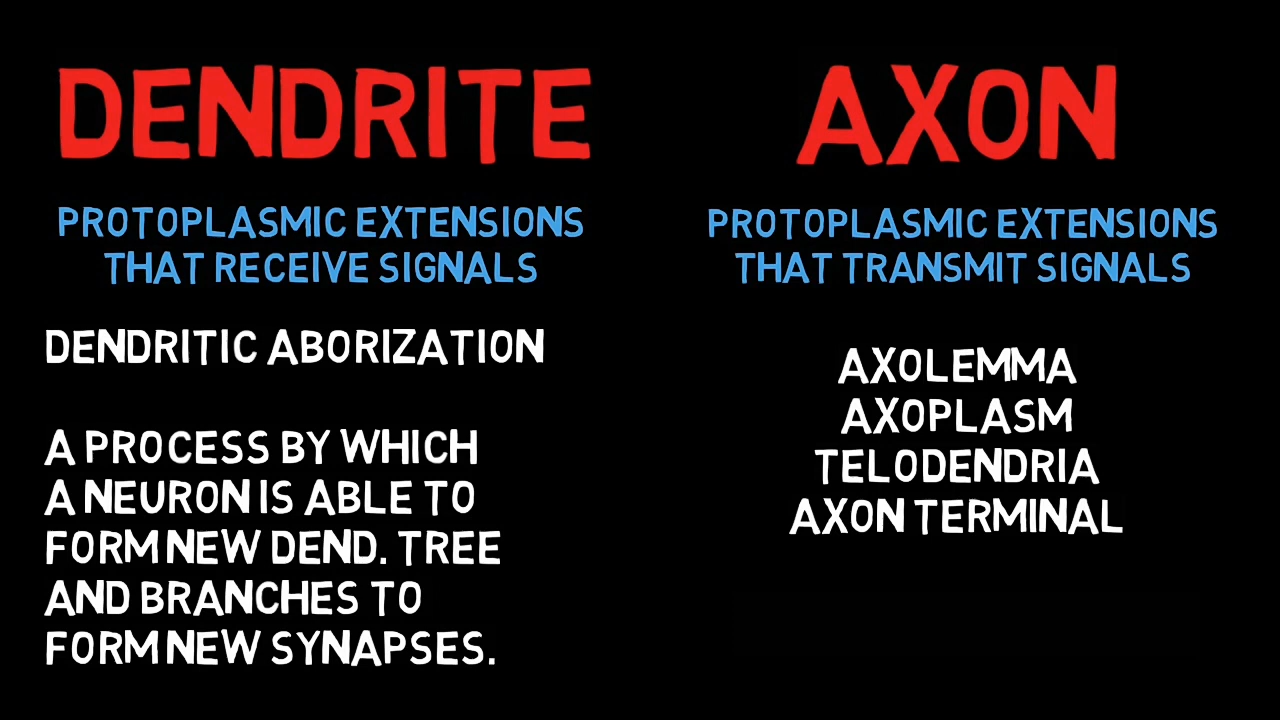 DENDRITE
PROTOPLASMIC EXTENSIONS
THAT RECEIVE SIGNALS
DENDRITIC ABORIZATION
A PROCESS BY WHICH
A NEURON IS ABLE TO
FORM NEW DEND. TREE
AND BRANCHES TO
FORM NEW SYNAPSES.
AXON
PROTOPLASMIC EXTENSIONS
THAT TRANSMIT SIGNALS
AXOLEMMA
AXOPLASM
TELODENDRIA
AXON TERMINAL